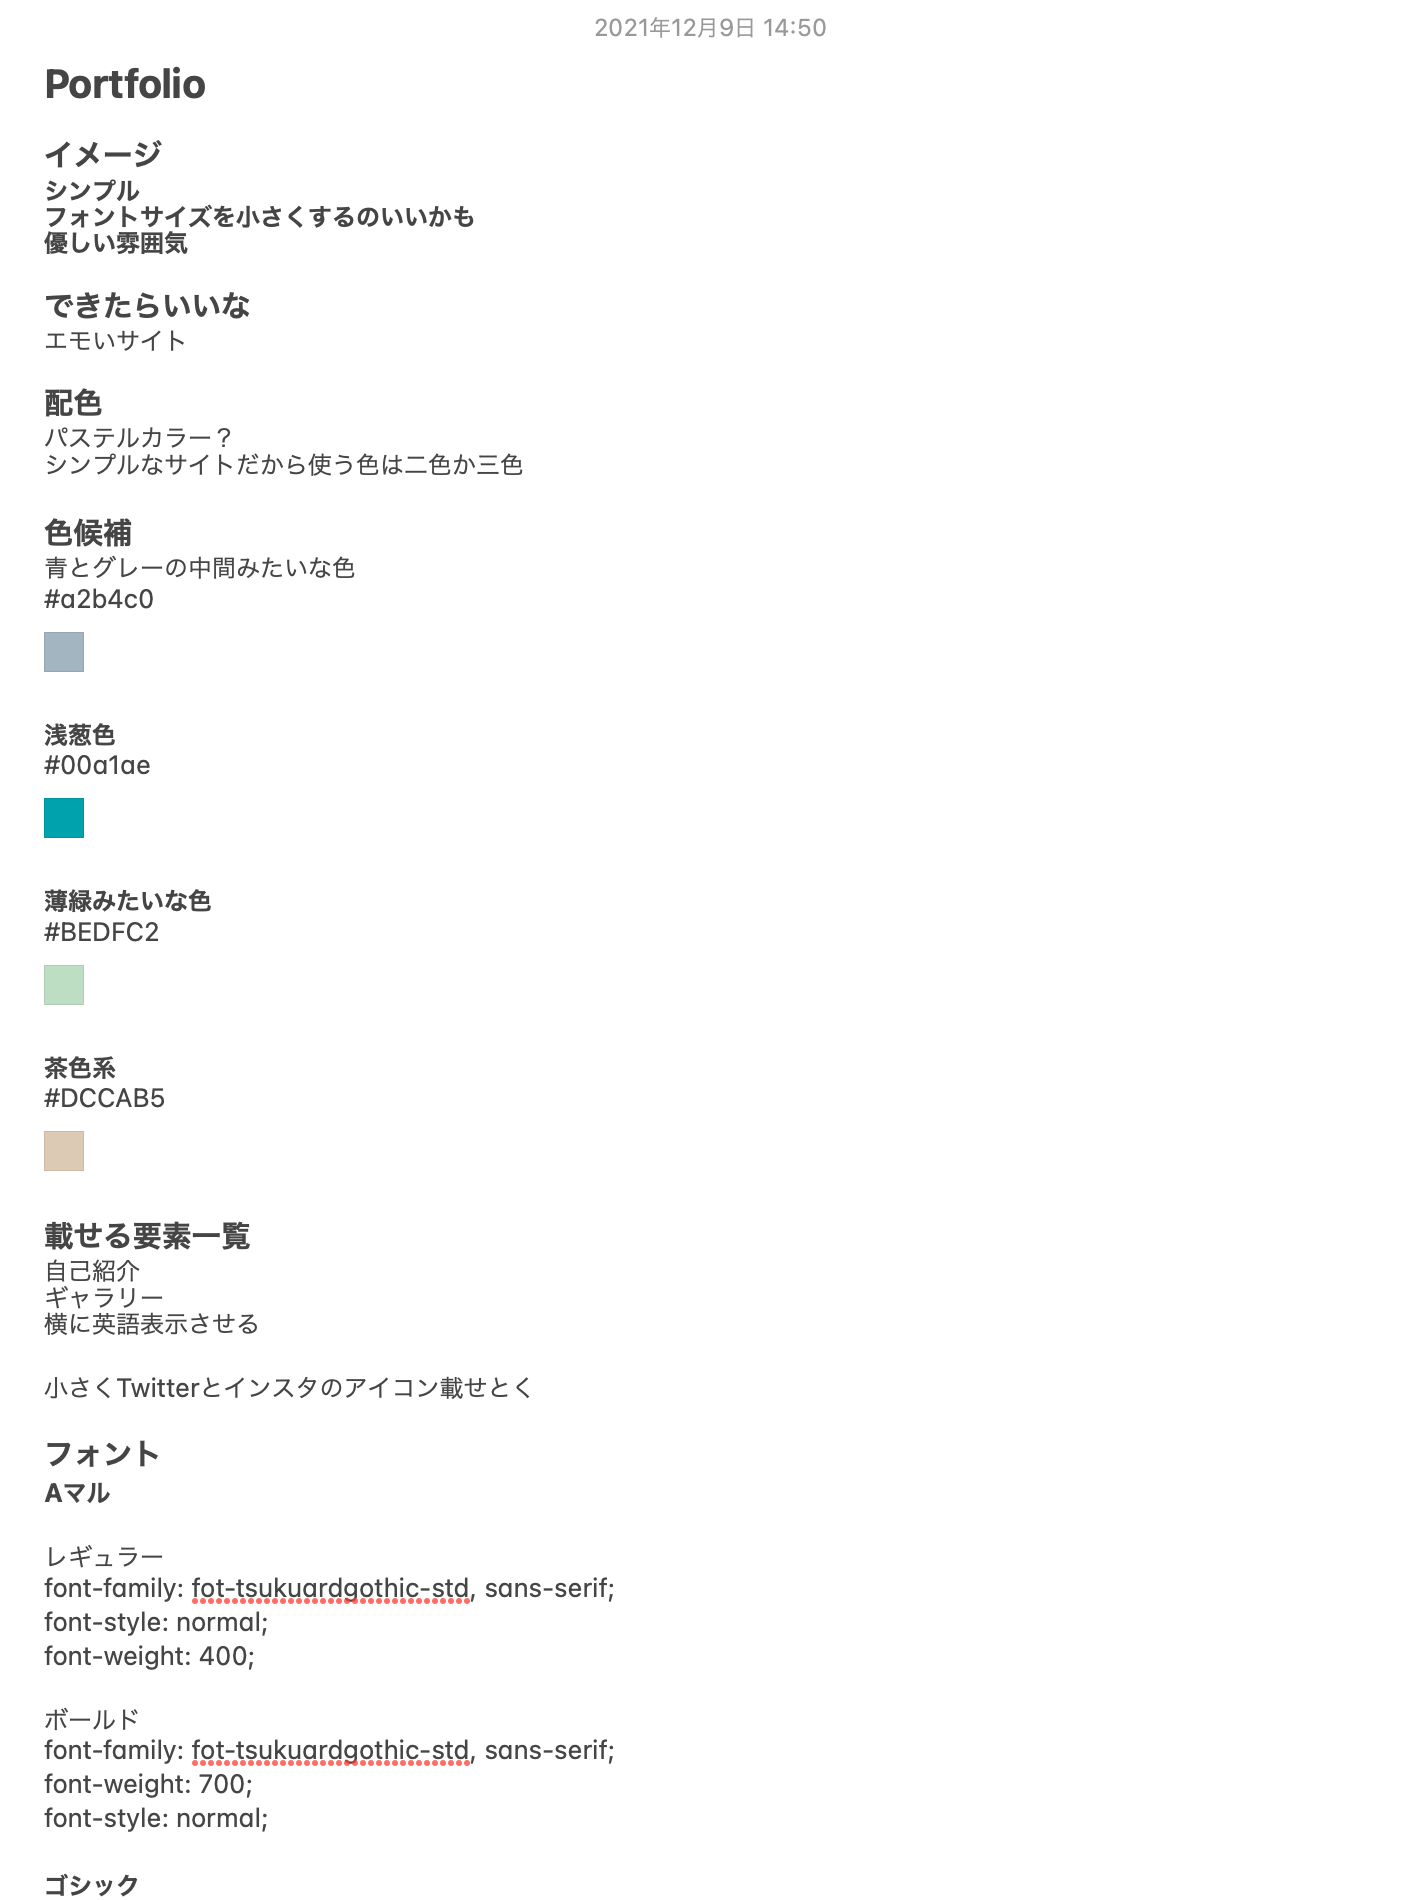 2021年12月9日 14:50
Portfolio
イメージ
シンプル
フォントサイズを小さくするのいいかも
優しい雰囲気
できたらいいな
エモいサイト
配色
パステルカラー？
シンプルなサイトだから使う色は二色か三色
色候補
青とグレーの中間みたいな色
#a2b4c0
浅葱色
#00a1ae
薄緑みたいな色
#BEDFC2
茶色系
#DCCAB5
載せる要素一覧
自己紹介
ギャラリー
横に英語表示させる
小さくTwitterとインスタのアイコン載せとく
フォント
Aマル
レギュラー
font-family: fot-tsukuardgothic-std, sans-serif;
font-style: normal;
font-weight: 400;
ボールド
font-family: fot-tsukuardgothic-std, sans-serif;
font-weight: 700;
font-style: normal;
ゴシック